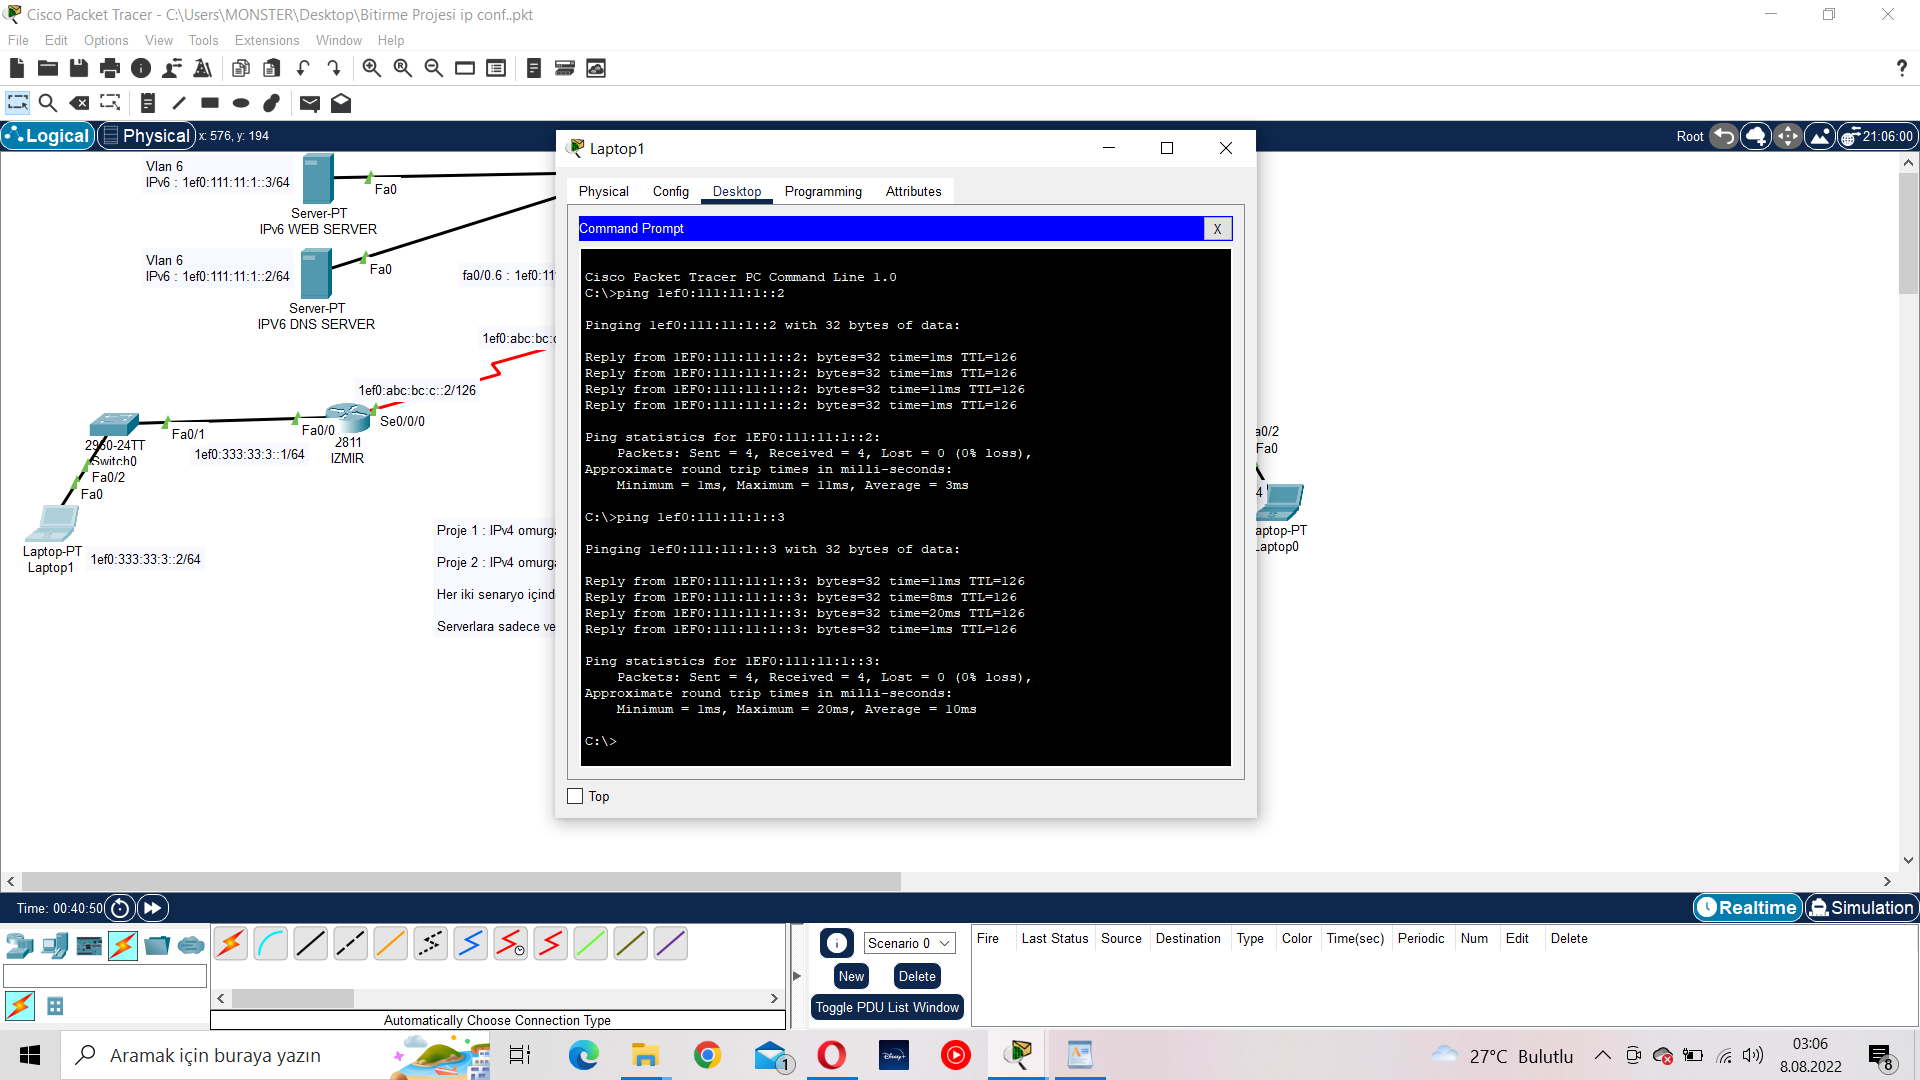 Cisco Packet Tracer - C:\Users\MONSTER\Desktop\Bitirme Projesi ip conf..pkt
File Edit Options View Tools Extensions Window Help
?
Logical Physical x: 576, y: 194
Root 21:06:00
Vlan 6
IPv6 : 1ef0:111:11:1::3/64
Fa0
Server-PT
IPv6 WEB SERVER
Vlan 6
IPv6 : 1ef0:111:11:1::2/64
Fa0
fa0/0.6 : 1ef0:11
Server-PT
IPV6 DNS SERVER
1ef0:abc:bc:c
1ef0:abc:bc:c::2/126
Se0/0/0
Fa0/1
Fa0/0
2811
IZMIR
1ef0:333:33:3::1/64
2950-24TT
Switch0
Fa0/2
Fa0
Laptop-PT
Laptop1
1ef0:333:33:3::2/64
Proje 1 : IPv4 omurga
Proje 2 : IPv4 omurga
Her iki senaryo içind
Serverlara sadece ve
Laptop1
Physical Config Desktop Programming Attributes
Command Prompt
X
Cisco Packet Tracer PC Command Line 1.0
C:\>ping 1ef0:111:11:1::2
Pinging 1ef0:111:11:1::2 with 32 bytes of data:
Reply from 1EF0:111:11:1::2: bytes=32 time=1ms TTL=126
Reply from 1EF0:111:11:1::2: bytes=32 time=1ms TTL=126
Reply from 1EF0:111:11:1::2: bytes=32 time=11ms TTL=126
Reply from 1EF0:111:11:1::2: bytes=32 time=1ms TTL=126
Ping statistics for 1EF0:111:11:1::2:
Packets: Sent = 4, Received = 4, Lost = 0 (0% loss),
Approximate round trip times in milli-seconds:
Minimum = 1ms, Maximum = 11ms, Average = 3ms
C:\>ping 1ef0:111:11:1::3
Pinging 1ef0:111:11:1::3 with 32 bytes of data:
Reply from 1EF0:111:11:1::3: bytes=32 time=11ms TTL=126
Reply from 1EF0:111:11:1::3: bytes=32 time=8ms TTL=126
Reply from 1EF0:111:11:1::3: bytes=32 time=20ms TTL=126
Reply from 1EF0:111:11:1::3: bytes=32 time=1ms TTL=126
Ping statistics for 1EF0:111:11:1::3:
Packets: Sent = 4, Received = 4, Lost = 0 (0% loss),
Approximate round trip times in milli-seconds:
Minimum = 1ms, Maximum = 20ms, Average = 10ms
C:\>
Top
a0/2
Fa0
4
aptop-PT
Laptop0
Time: 00:40:50
Realtime Simulation
Scenario 0
New Delete
Toggle PDU List Window
Fire Last Status Source Destination Type Color Time(sec) Periodic Num Edit Delete
Automatically Choose Connection Type
Aramak için buraya yazın
1
Disney+
27°C Bulutlu
03:06
8.08.2022
8